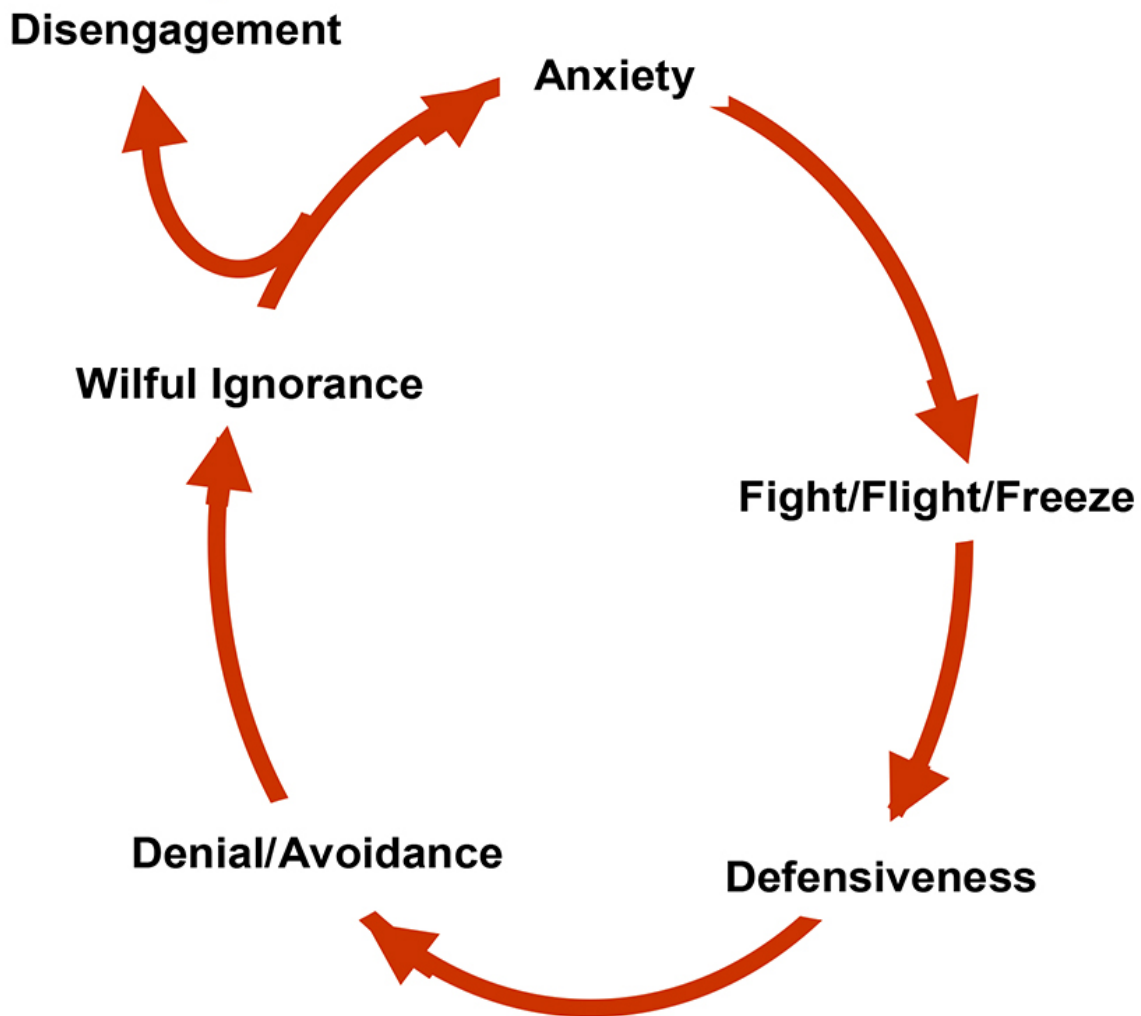 Disengagement
Anxiety
Wilful Ignorance
Fight/Flight/Freeze
Denial/Avoidance
Defensiveness